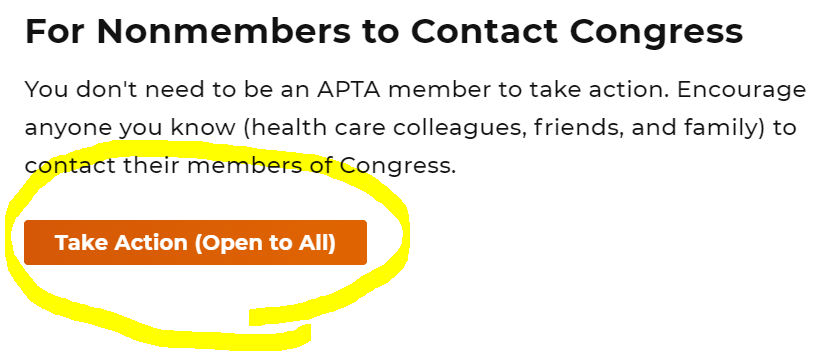 For Nonmembers to Contact Congress
You don't need to be an APTA member to take action. Encourage
anyone you know (health care colleagues, friends, and family) to
contact their members of Congress.
Take Action (Open to All)